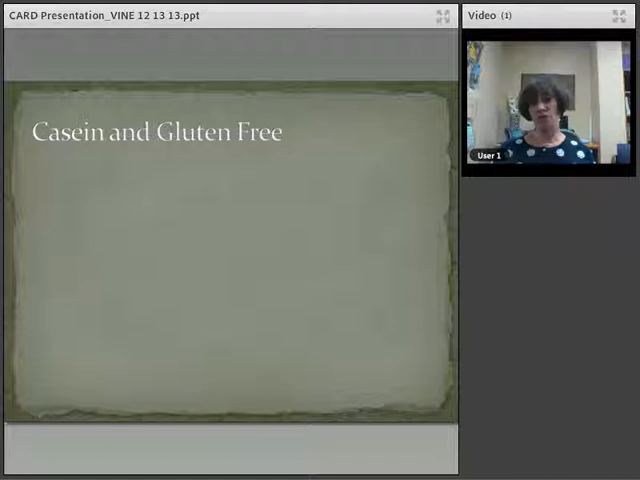 CARD Presentation_VINE 12 13 13.ppt
Video (1)
Casein and Gluten Free
User 1